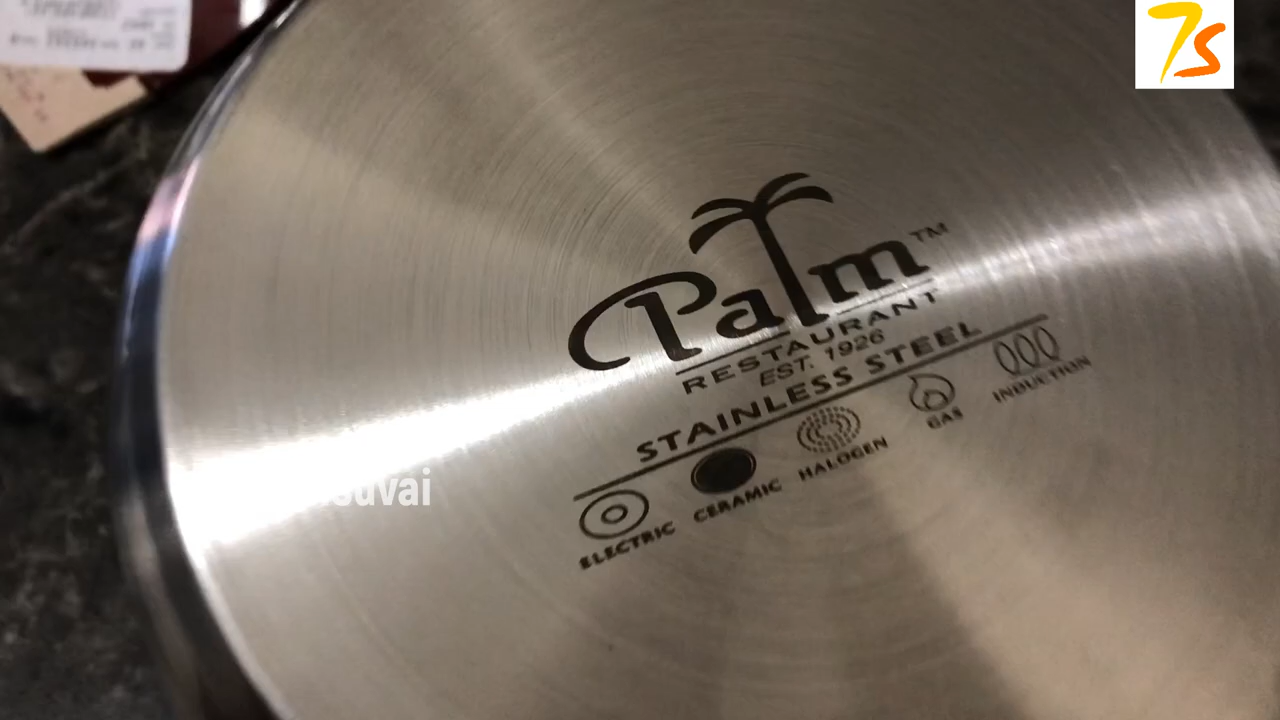 7S
Palm™
RESTAURANT
EST. 1926
STAINLESS STEEL
ELECTRIC CERAMIC HALOGEN GAS INDUCTION